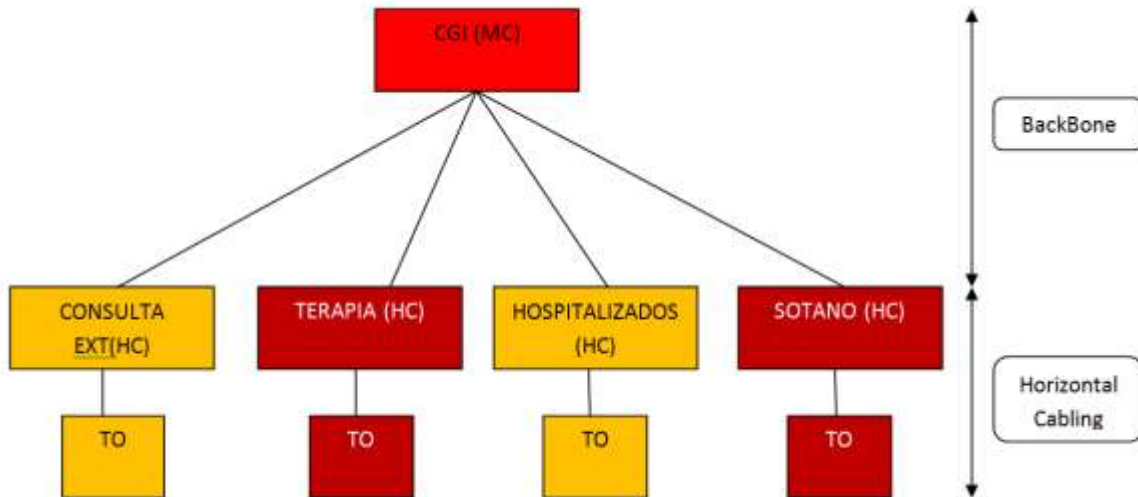 CGI (MC)
BackBone
CONSULTA
EXT(HC)
TERAPIA (HC)
HOSPITALIZADOS
(HC)
SOTANO (HC)
Horizontal
Cabling
TO
TO
TO
TO